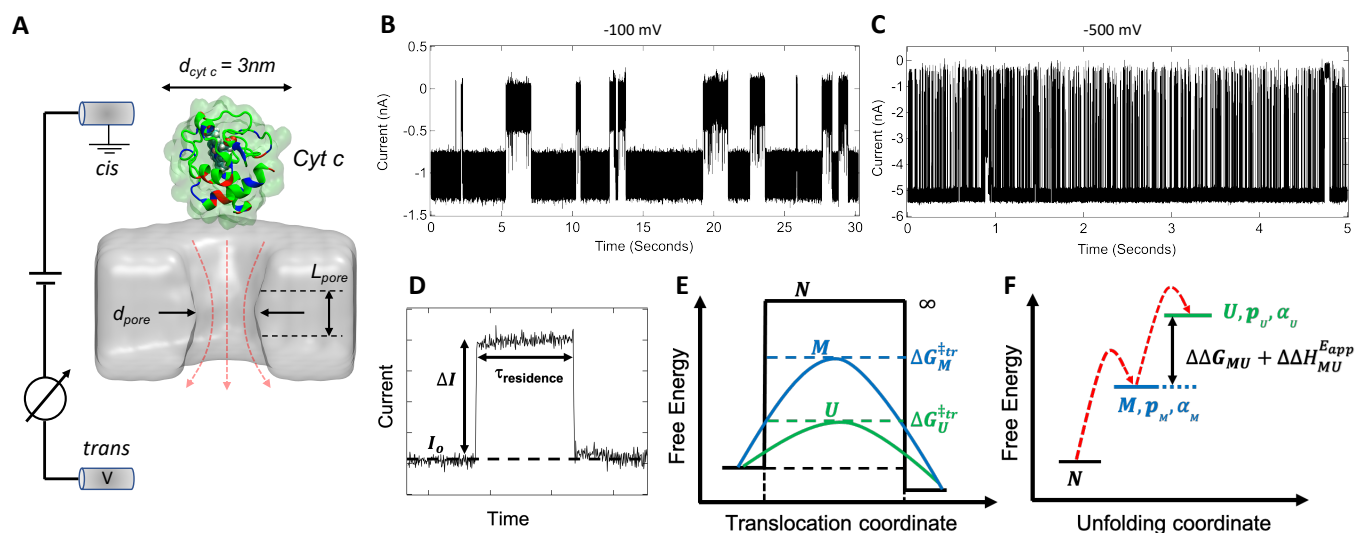 A
d_cyt c = 3nm
cis
Cyt c
L_pore
d_pore
trans
V
B
-100 mV
0.5
0
-0.5
-1
-1.5
Current (nA)
0 5 10 15 20 25 30
Time (Seconds)
C
-500 mV
0
-1
-2
-3
-4
-5
-6
Current (nA)
0 1 2 3 4 5
Time (Seconds)
D
ΔI
τ_residence
I_o
Current
Time
E
N
∞
M
ΔG_M^‡tr
U
ΔG_U^‡tr
Free Energy
Translocation coordinate
F
U, p_U, α_U
ΔΔG_MU + ΔΔH_MU^E_app
M, p_M, α_M
N
Free Energy
Unfolding coordinate